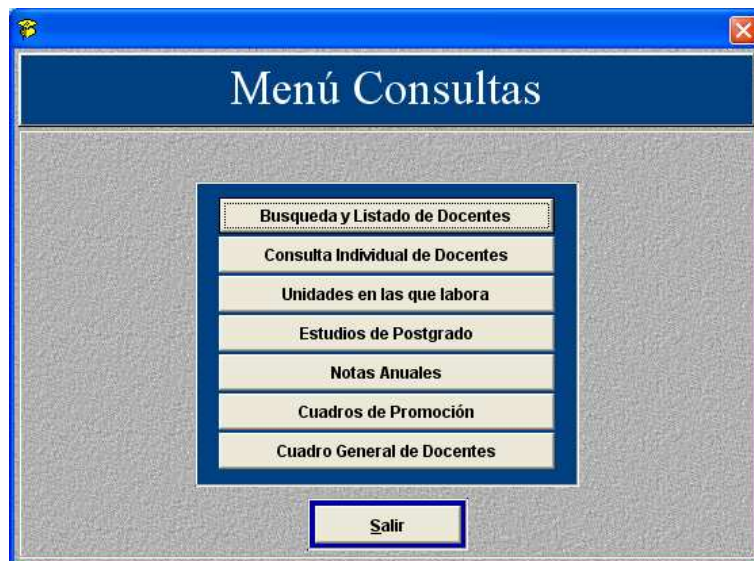 Menú Consultas
Busqueda y Listado de Docentes
Consulta Individual de Docentes
Unidades en las que labora
Estudios de Postgrado
Notas Anuales
Cuadros de Promoción
Cuadro General de Docentes
Salir